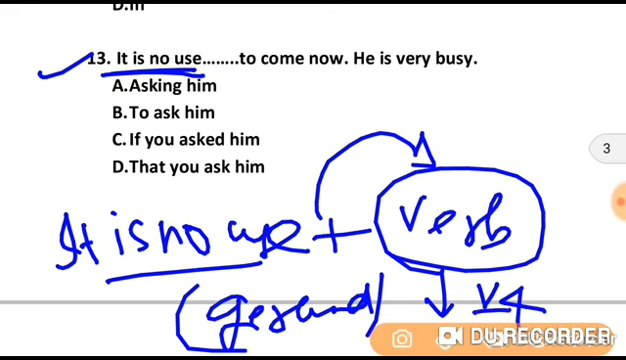 D.In
13. It is no use........to come now. He is very busy.
A.Asking him
B.To ask him
C.If you asked him
D.That you ask him
3
It is no use + Verb
(gerund) V4
DU RECORDER